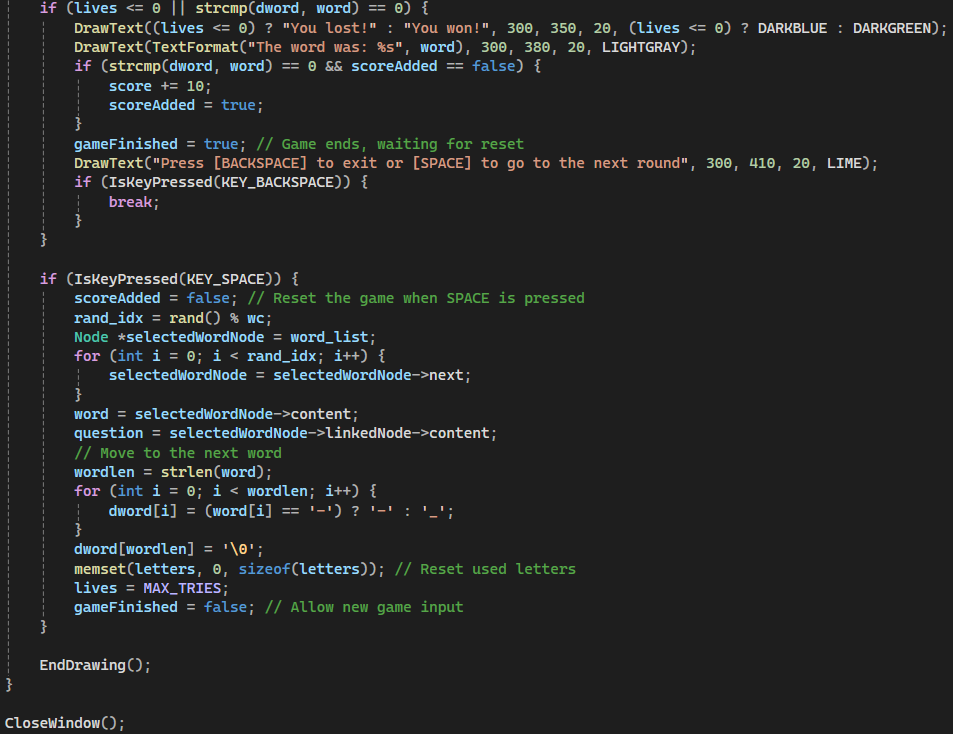 if (lives <= 0 || strcmp(dword, word) == 0) {
DrawText((lives <= 0) ? "You lost!" : "You won!", 300, 350, 20, (lives <= 0) ? DARKBLUE : DARKGREEN);
DrawText(TextFormat("The word was: %s", word), 300, 380, 20, LIGHTGRAY);
if (strcmp(dword, word) == 0 && scoreAdded == false) {
score += 10;
scoreAdded = true;
}
gameFinished = true; // Game ends, waiting for reset
DrawText("Press [BACKSPACE] to exit or [SPACE] to go to the next round", 300, 410, 20, LIME);
if (IsKeyPressed(KEY_BACKSPACE)) {
break;
}
}
if (IsKeyPressed(KEY_SPACE)) {
scoreAdded = false; // Reset the game when SPACE is pressed
rand_idx = rand() % wc;
Node *selectedWordNode = word_list;
for (int i = 0; i < rand_idx; i++) {
selectedWordNode = selectedWordNode->next;
}
word = selectedWordNode->content;
question = selectedWordNode->linkedNode->content;
// Move to the next word
wordlen = strlen(word);
for (int i = 0; i < wordlen; i++) {
dword[i] = (word[i] == '-') ? '-' : '_';
}
dword[wordlen] = '\0';
memset(letters, 0, sizeof(letters)); // Reset used letters
lives = MAX_TRIES;
gameFinished = false; // Allow new game input
}
EndDrawing();
}
CloseWindow();